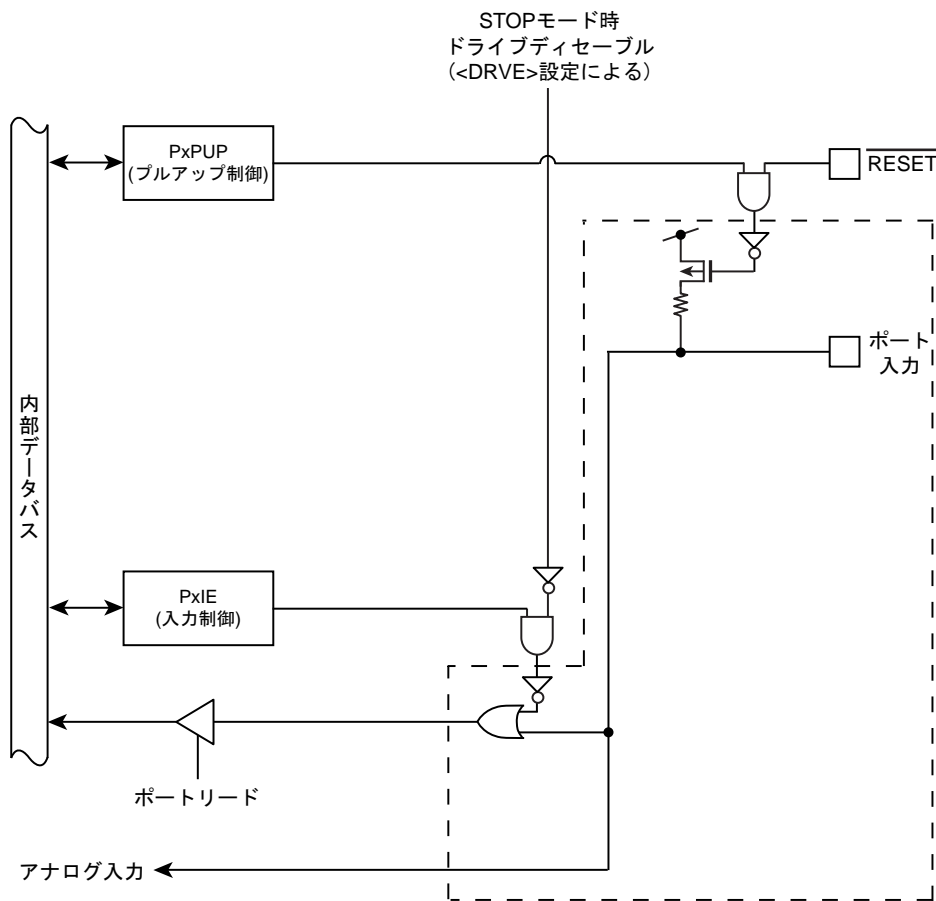 STOPモード時
ドライブディセーブル
(<DRVE>設定による)
PxPUP
(プルアップ制御)
RESET
ポート
入力
内部データバス
PxIE
(入力制御)
ポートリード
アナログ入力